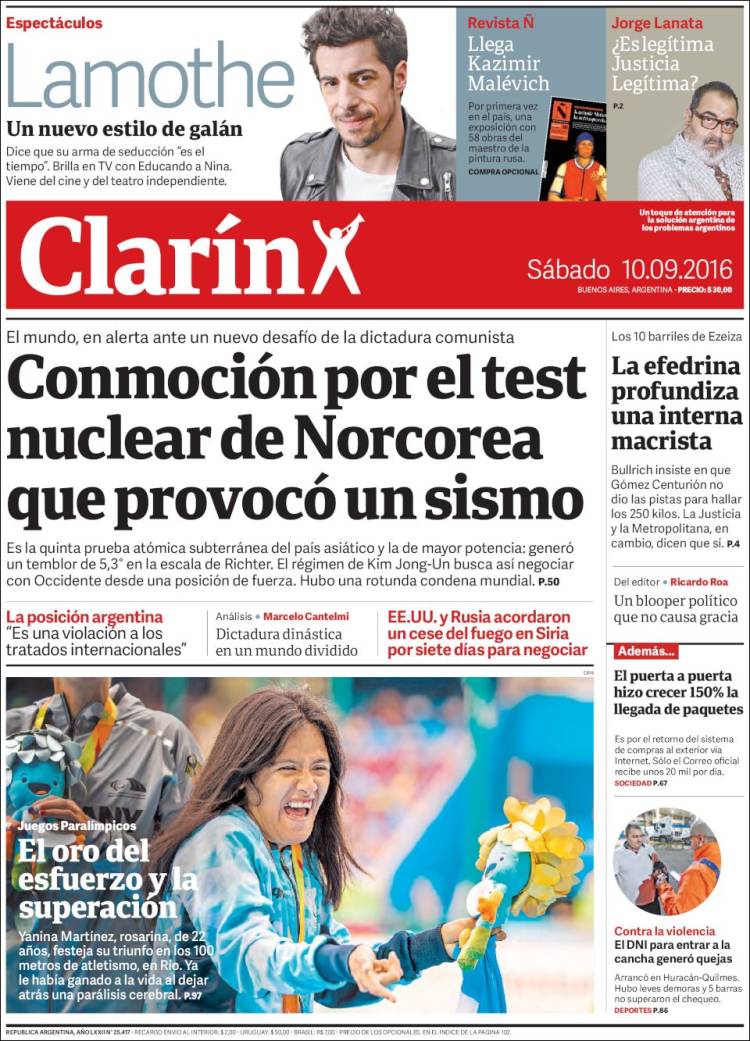 Espectáculos
Lamothe
Un nuevo estilo de galán
Dice que su arma de seducción "es el
tiempo". Brilla en TV con Educando a Nina.
Viene del cine y del teatro independiente.
Revista Ñ
Llega
Kazimir
Malévich
Por primera vez
en el país, una
exposición con
58 obras del
maestro de la
pintura rusa.
COMPRA OPCIONAL
Jorge Lanata
¿Es legítima
Justicia
Legítima?
P.2
Clarín
Un toque de atención para
la solución argentina de
los problemas argentinos
Sábado 10.09.2016
BUENOS AIRES, ARGENTINA - PRECIO: $ 30,00
El mundo, en alerta ante un nuevo desafío de la dictadura comunista
Conmoción por el test
nuclear de Norcorea
que provocó un sismo
Es la quinta prueba atómica subterránea del país asiático y la de mayor potencia: generó
un temblor de 5,3° en la escala de Richter. El régimen de Kim Jong-Un busca así negociar
con Occidente desde una posición de fuerza. Hubo una rotunda condena mundial. P.50
La posición argentina
"Es una violación a los
tratados internacionales"
Análisis • Marcelo Cantelmi
Dictadura dinástica
en un mundo dividido
EE.UU. y Rusia acordaron
un cese del fuego en Siria
por siete días para negociar
Los 10 barriles de Ezeiza
La efedrina
profundiza
una interna
macrista
Bullrich insiste en que
Gómez Centurión no
dio las pistas para hallar
los 250 kilos. La Justicia
y la Metropolitana, en
cambio, dicen que sí. P.4
Del editor • Ricardo Roa
Un blooper político
que no causa gracia
Además...
El puerta a puerta
hizo crecer 150% la
llegada de paquetes
Es por el retorno del sistema
de compras al exterior vía
Internet. Sólo el Correo oficial
recibe unos 20 mil por día.
SOCIEDAD P.67
Contra la violencia
El DNI para entrar a la
cancha generó quejas
Arrancó en Huracán-Quilmes.
Hubo leves demoras y 5 barras
no superaron el chequeo.
DEPORTES P.86
DPA
Juegos Paralímpicos
El oro del
esfuerzo y la
superación
Yanina Martínez, rosarina, de 22
años, festeja su triunfo en los 100
metros de atletismo, en Río. Ya
le había ganado a la vida al dejar
atrás una parálisis cerebral. P.97
REPUBLICA ARGENTINA, AÑO LXXII N° 25.417 - RECARGO ENVIO AL INTERIOR: $ 2,00 - URUGUAY: $ 50,00 - BRASIL: R$ 7,00 - PRECIO DE LOS OPCIONALES, EN EL INDICE DE LA PAGINA 102.